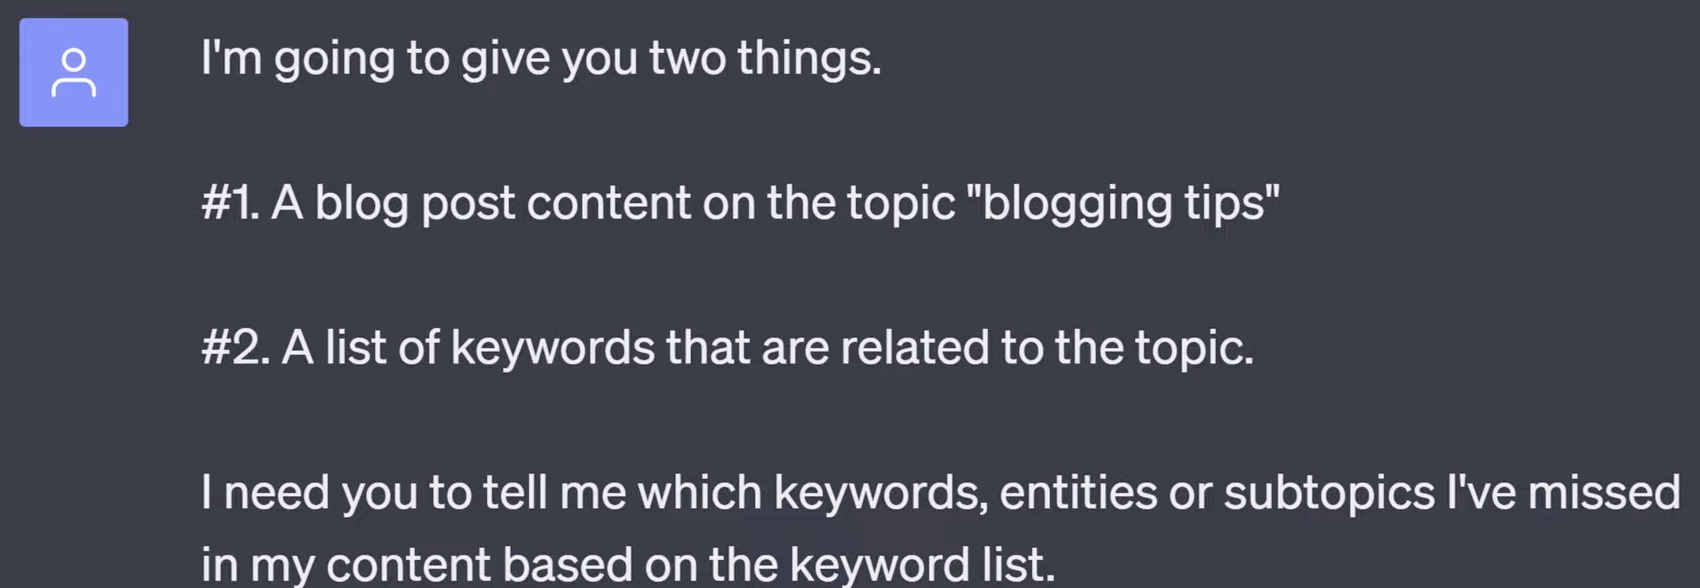 I'm going to give you two things.
#1. A blog post content on the topic "blogging tips"
#2. A list of keywords that are related to the topic.
I need you to tell me which keywords, entities or subtopics I've missed
in my content based on the keyword list.